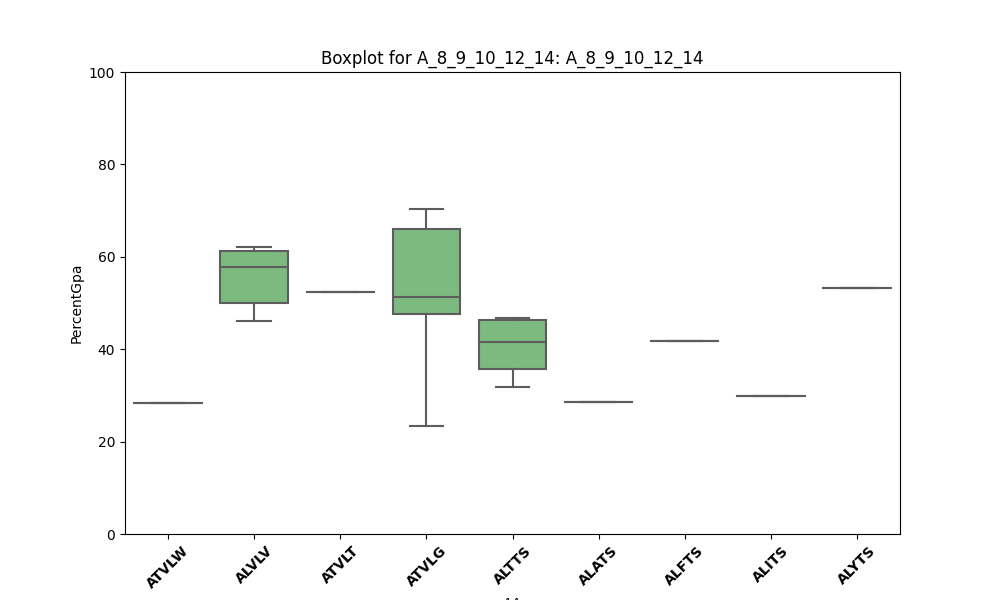 Boxplot for A_8_9_10_12_14: A_8_9_10_12_14
PercentGpa
100
80
60
40
20
0
ATVLW
ALVLV
ATVLT
ATVLG
ALTTS
ALATS
ALFTS
ALITS
ALYTS